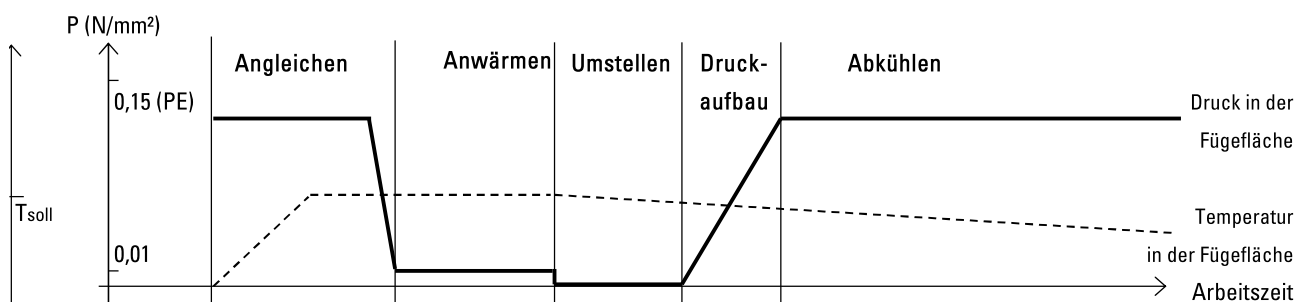 P (N/mm²)
Angleichen
Anwärmen
Umstellen
Druck-
aufbau
Abkühlen
0,15 (PE)
Druck in der
Fügefläche
Tsoll
Temperatur
in der Fügefläche
0,01
Arbeitszeit